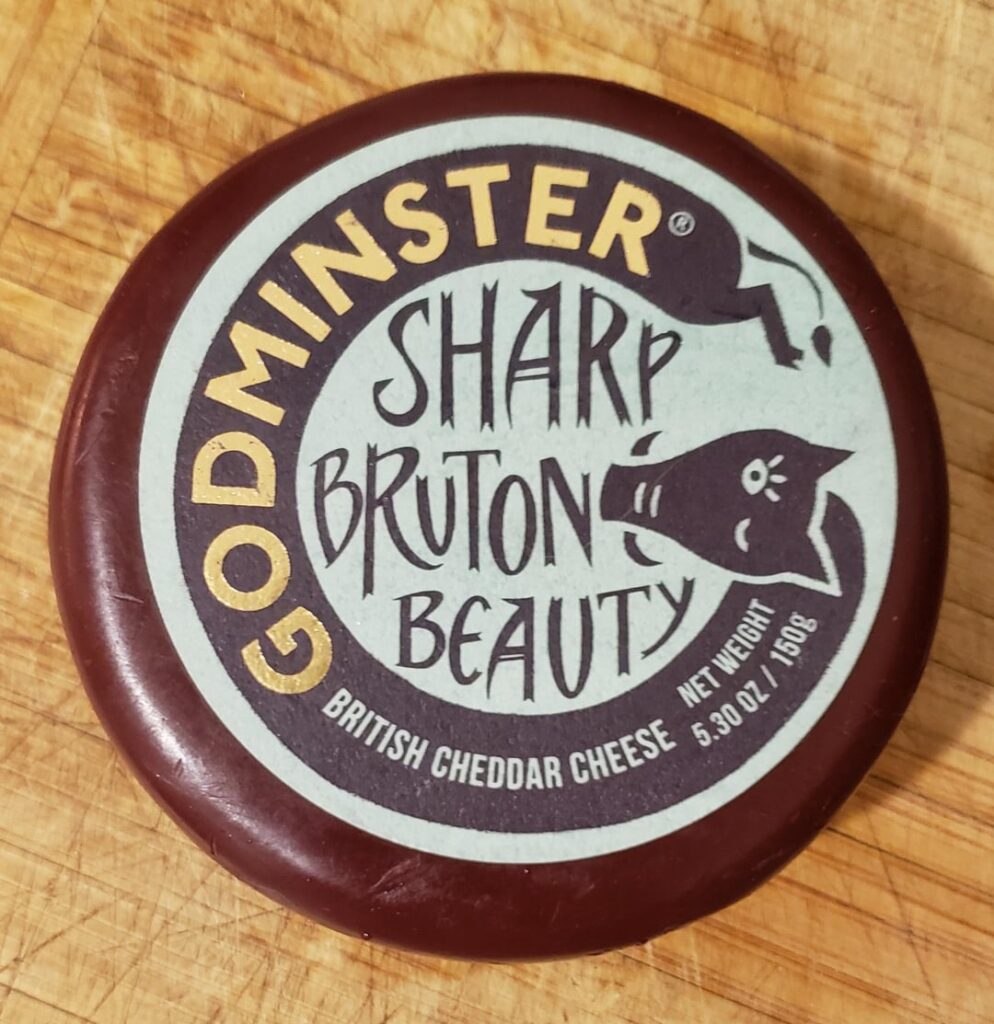 GODMINSTER®
SHARP
BRUTON
BEAUTY
BRITISH CHEDDAR CHEESE
NET WEIGHT
5.30 OZ / 150g